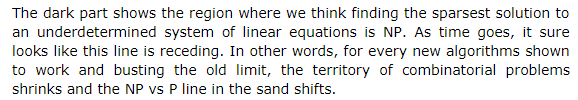 The dark part shows the region where we think finding the sparsest solution to
an underdetermined system of linear equations is NP. As time goes, it sure
looks like this line is receding. In other words, for every new algorithms shown
to work and busting the old limit, the territory of combinatorial problems
shrinks and the NP vs P line in the sand shifts.